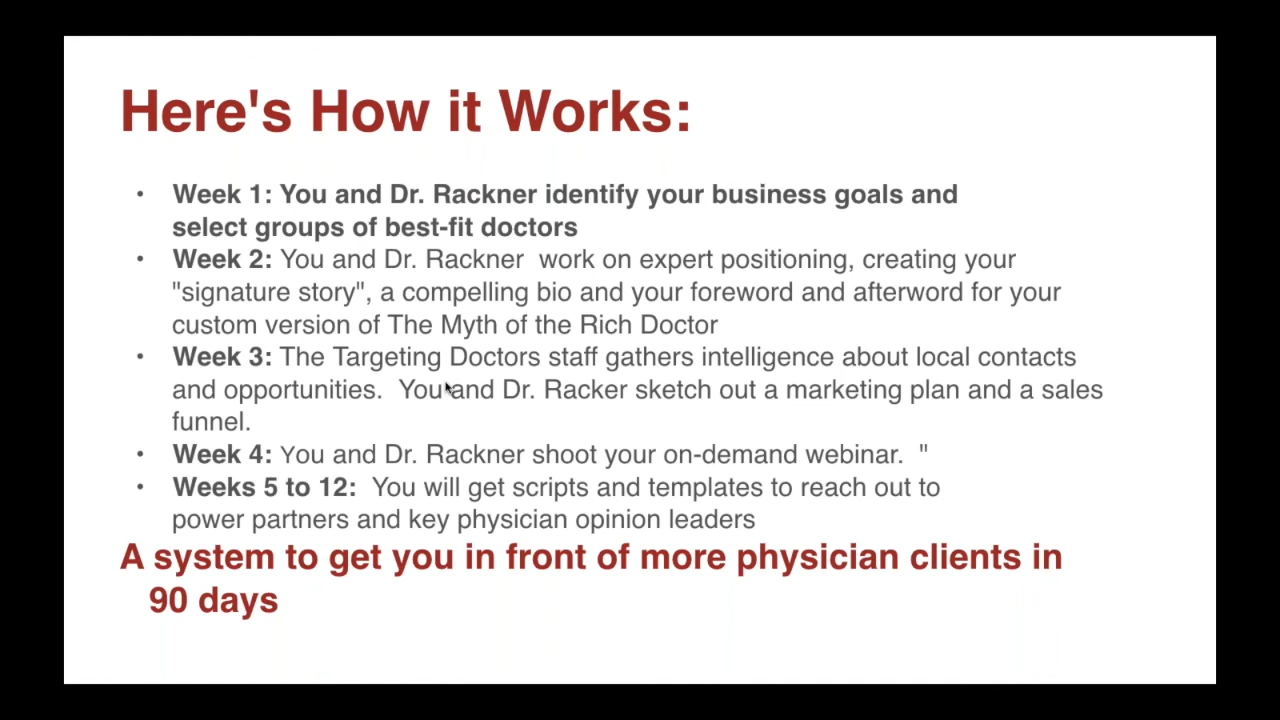 Here's How it Works:
• Week 1: You and Dr. Rackner identify your business goals and
select groups of best-fit doctors
• Week 2: You and Dr. Rackner  work on expert positioning, creating your
"signature story", a compelling bio and your foreword and afterword for your
custom version of The Myth of the Rich Doctor
• Week 3: The Targeting Doctors staff gathers intelligence about local contacts
and opportunities.  You and Dr. Racker sketch out a marketing plan and a sales
funnel.
• Week 4: You and Dr. Rackner shoot your on-demand webinar.  "
• Weeks 5 to 12:  You will get scripts and templates to reach out to
power partners and key physician opinion leaders
A system to get you in front of more physician clients in
90 days